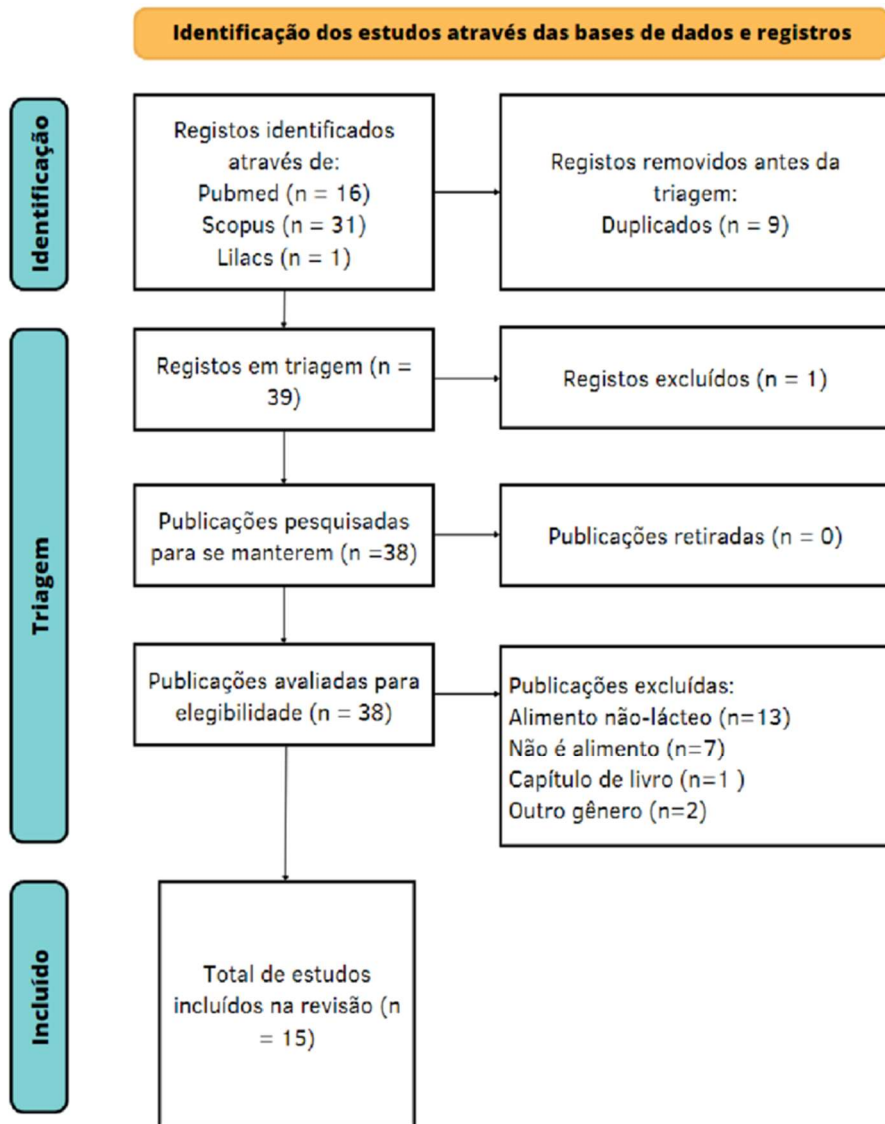 Identificação dos estudos através das bases de dados e registros
Identificação
Registos identificados
através de:
Pubmed (n = 16)
Scopus (n = 31)
Lilacs (n = 1)
Registos removidos antes da
triagem:
Duplicados (n = 9)
Triagem
Registos em triagem (n =
39)
Registos excluídos (n = 1)
Publicações pesquisadas
para se manterem (n =38)
Publicações retiradas (n = 0)
Publicações avaliadas para
elegibilidade (n = 38)
Publicações excluídas:
Alimento não-lácteo (n=13)
Não é alimento (n=7)
Capítulo de livro (n=1 )
Outro gênero (n=2)
Incluído
Total de estudos
incluídos na revisão (n
= 15)